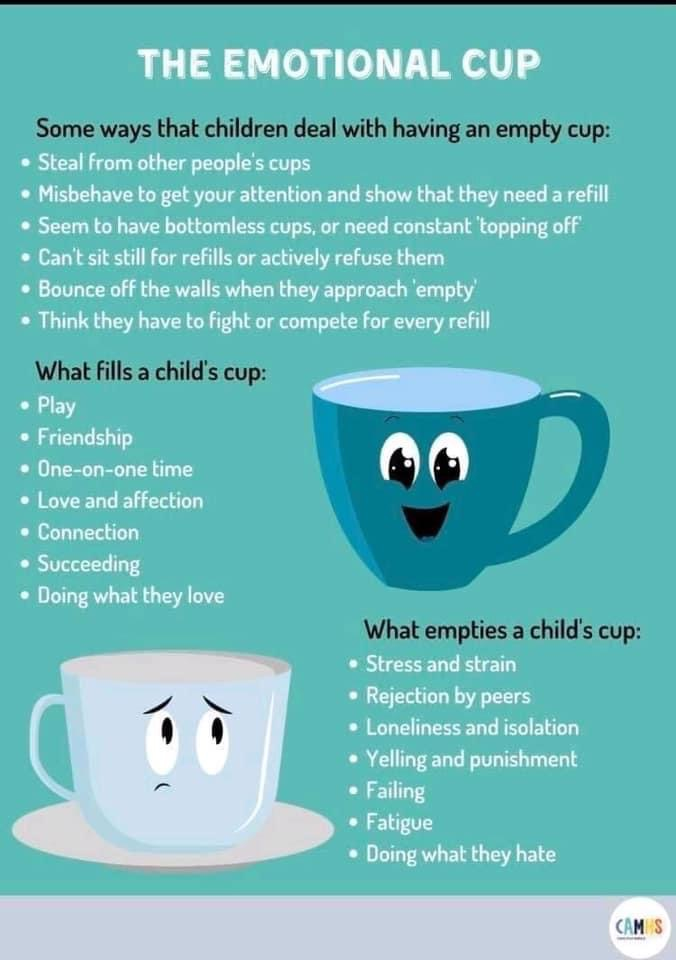 THE EMOTIONAL CUP
Some ways that children deal with having an empty cup:
• Steal from other people's cups
• Misbehave to get your attention and show that they need a refill
• Seem to have bottomless cups, or need constant 'topping off'
• Can't sit still for refills or actively refuse them
• Bounce off the walls when they approach 'empty'
• Think they have to fight or compete for every refill
What fills a child's cup:
• Play
• Friendship
• One-on-one time
• Love and affection
• Connection
• Succeeding
• Doing what they love
What empties a child's cup:
• Stress and strain
• Rejection by peers
• Loneliness and isolation
• Yelling and punishment
• Failing
• Fatigue
• Doing what they hate
CAMHS